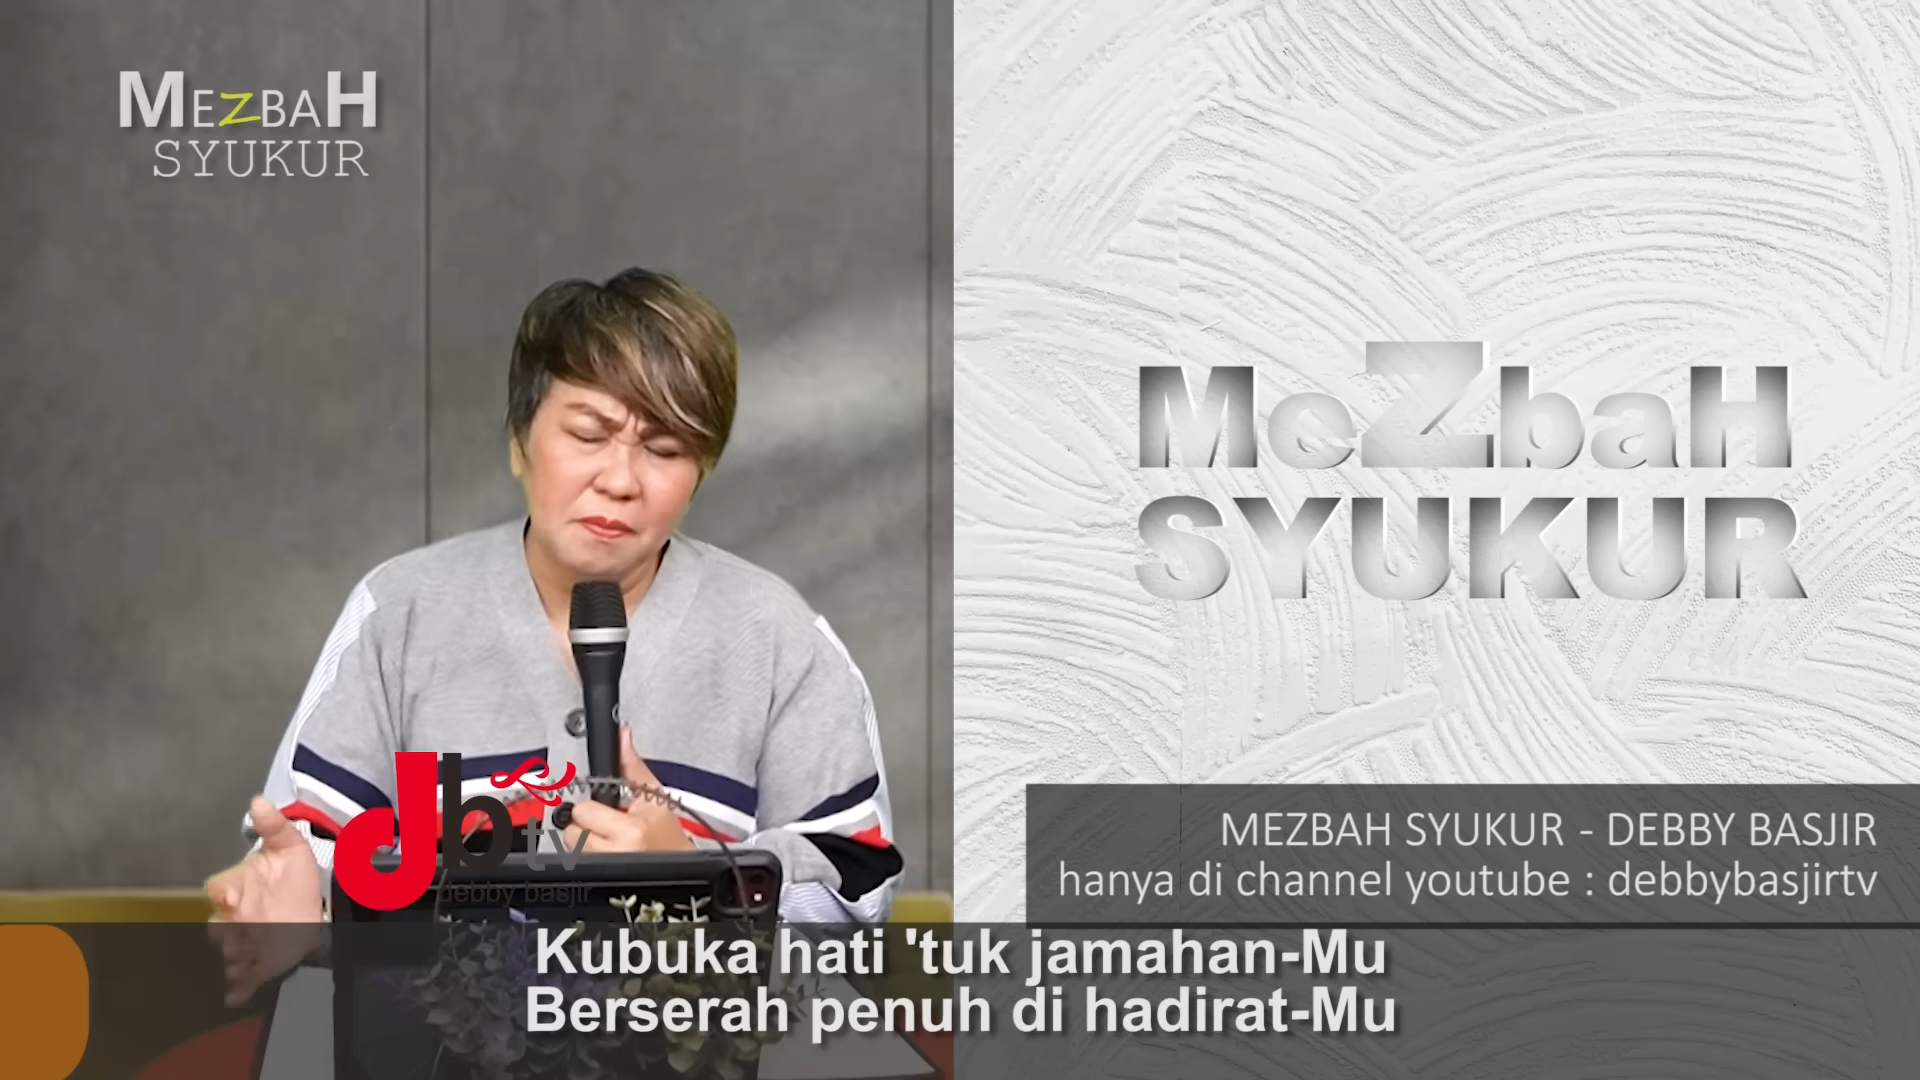 MEZBAH
SYUKUR
MeZbaH
SYUKUR
MEZBAH SYUKUR - DEBBY BASJIR
hanya di channel youtube : debbybasjirtv
db tv
debby basjir
Kubuka hati 'tuk jamahan-Mu
Berserah penuh di hadirat-Mu